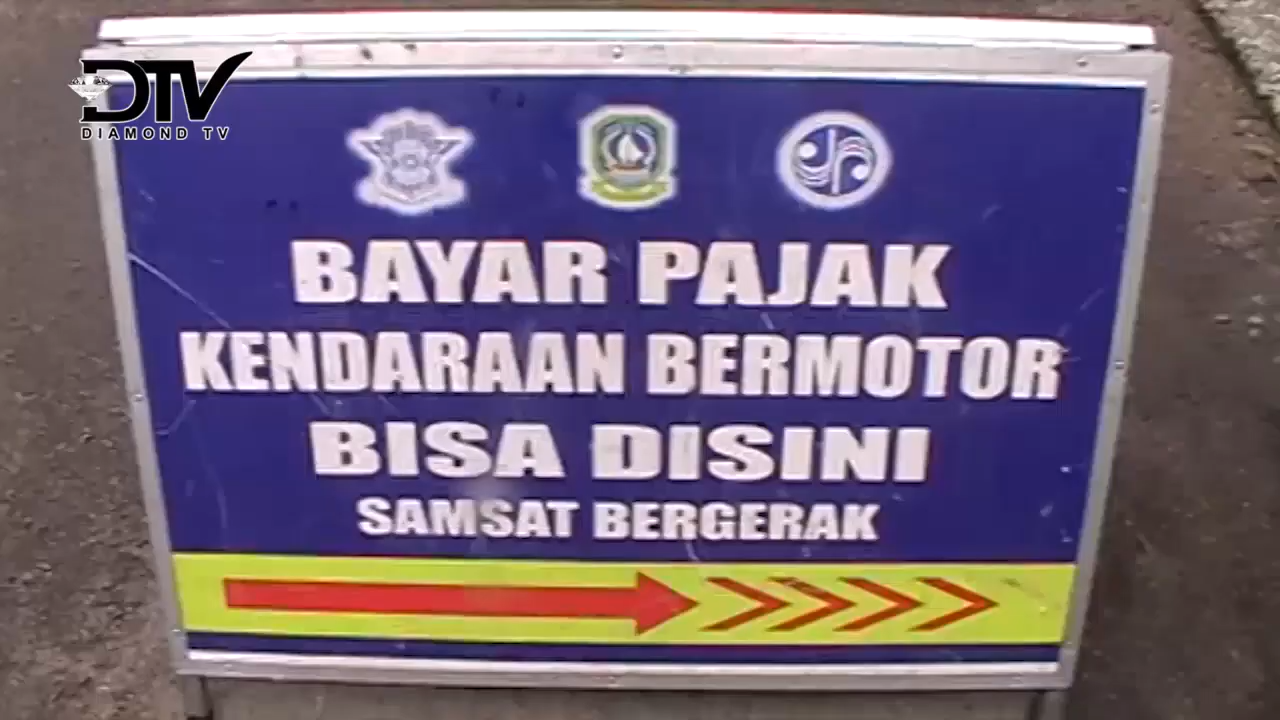 DTV
DIAMOND TV
BAYAR PAJAK
KENDARAAN BERMOTOR
BISA DISINI
SAMSAT BERGERAK